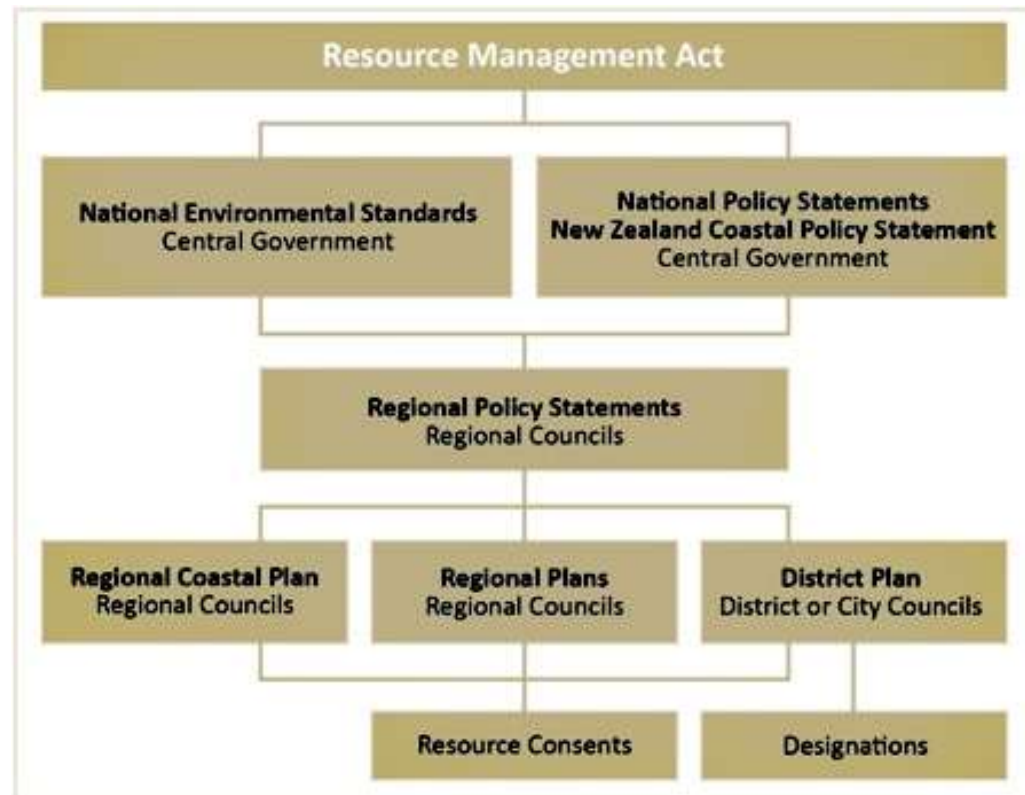 Resource Management Act
National Environmental Standards
Central Government
National Policy Statements
New Zealand Coastal Policy Statement
Central Government
Regional Policy Statements
Regional Councils
Regional Coastal Plan
Regional Councils
Regional Plans
Regional Councils
District Plan
District or City Councils
Resource Consents
Designations